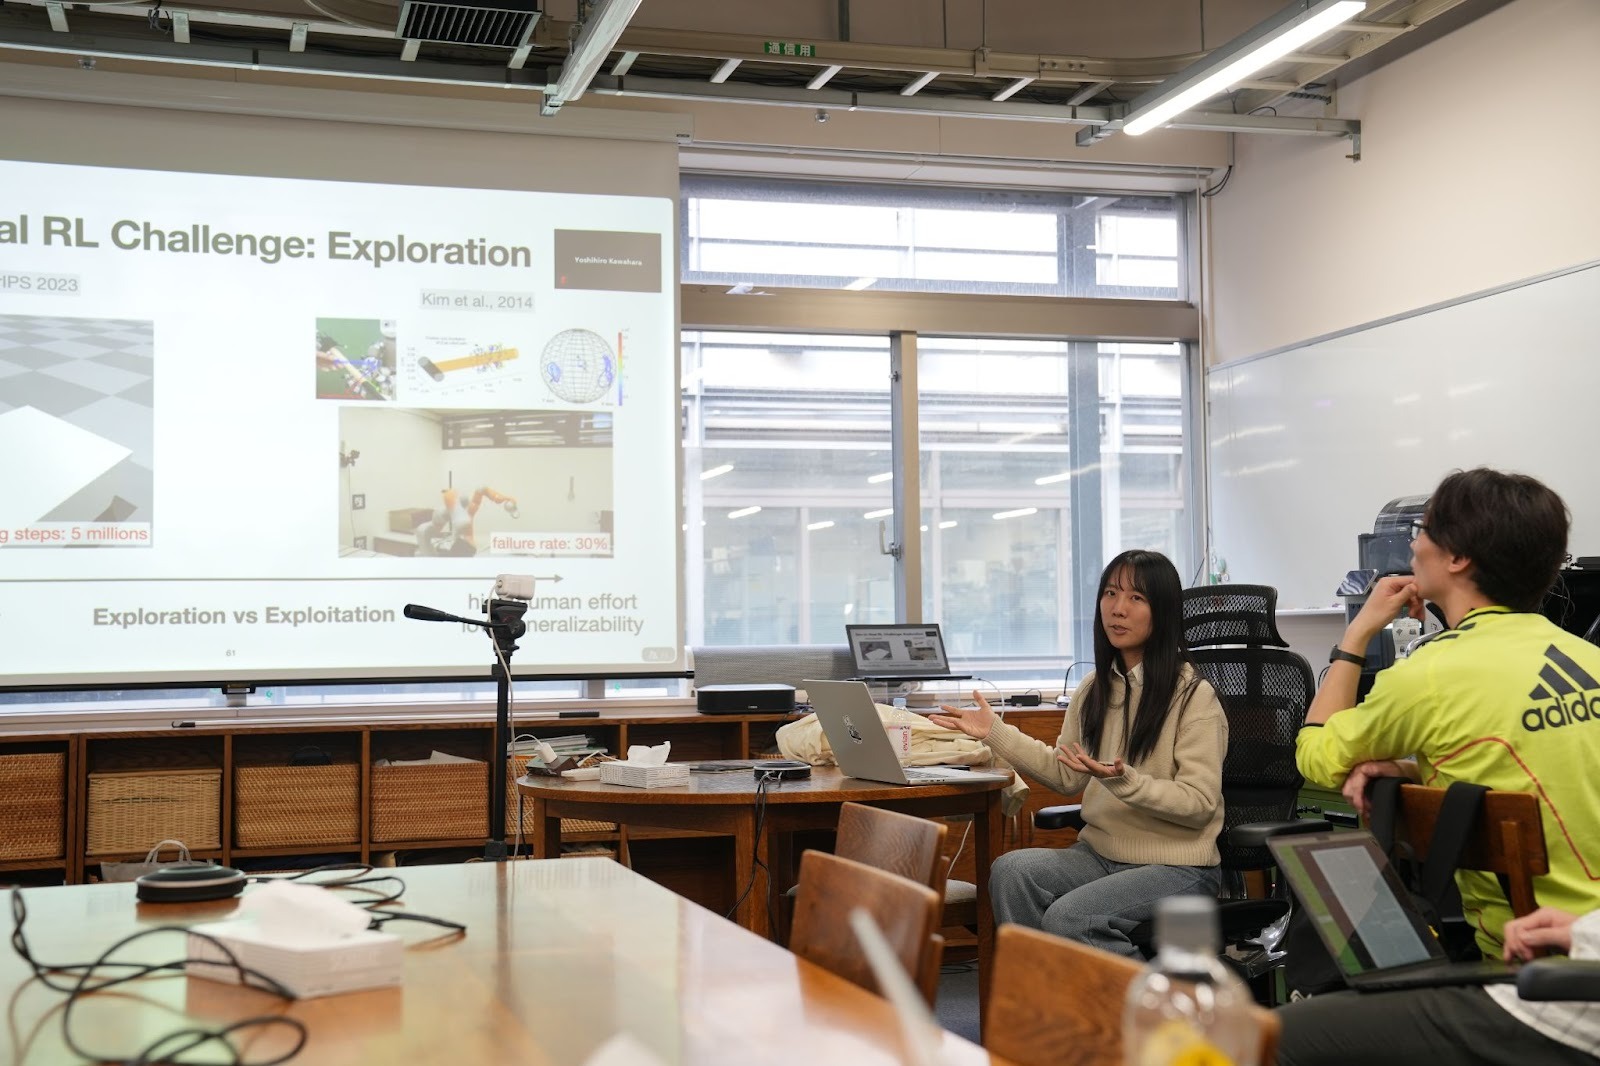 通信用
al RL Challenge: Exploration
Yoshihiro Kawahara
rIPS 2023
Kim et al., 2014
g steps: 5 millions
failure rate: 30%
Exploration vs Exploitation
human effort
generalizability
61
adidas